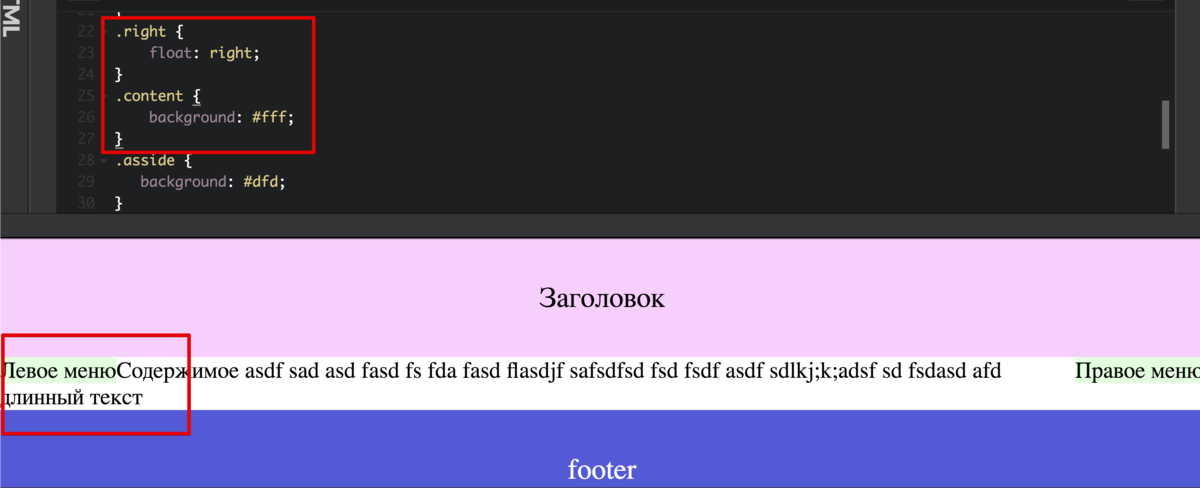 TML
22 .right {
23 float: right;
24 }
25 .content {
26 background: #fff;
27 }
28 .asside {
29 background: #dfd;
30 }
Заголовок
Левое менюСодержимое asdf sad asd fasd fs fda fasd flasdjf safsdfsd fsd fsdf asdf sdlkj;k;adsf sd fsdasd afd Правое меню
длинный текст
footer